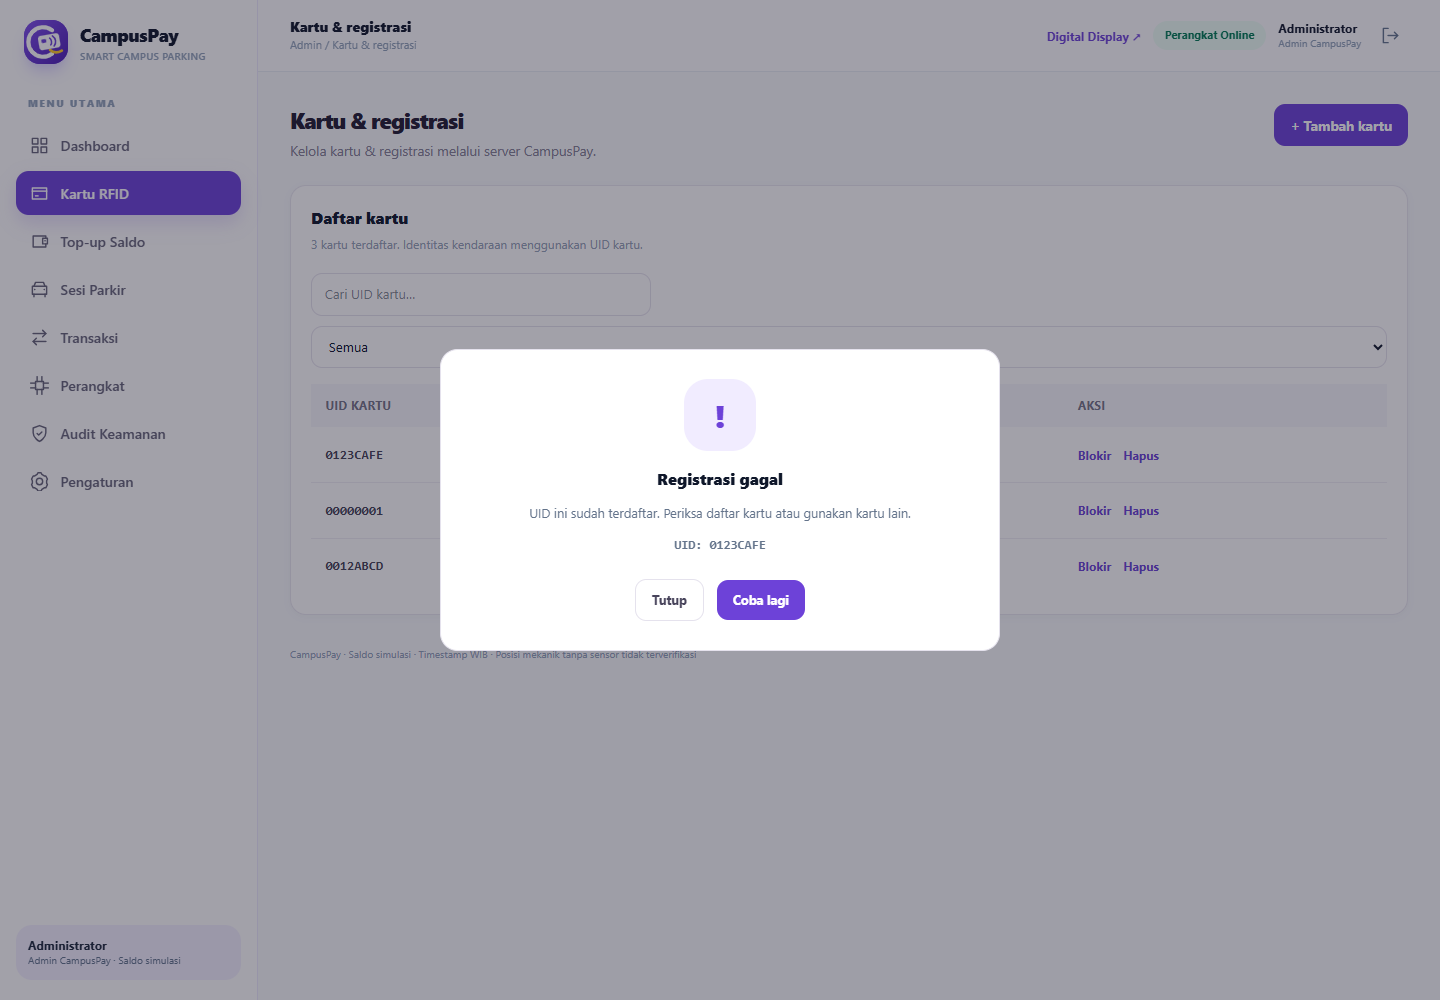 CampusPay
SMART CAMPUS PARKING
MENU UTAMA
Dashboard
Kartu RFID
Top-up Saldo
Sesi Parkir
Transaksi
Perangkat
Audit Keamanan
Pengaturan
Administrator
Admin CampusPay · Saldo simulasi
Kartu & registrasi
Admin / Kartu & registrasi
Digital Display ↗
Perangkat Online
Administrator
Admin CampusPay
Kartu & registrasi
Kelola kartu & registrasi melalui server CampusPay.
+ Tambah kartu
Daftar kartu
3 kartu terdaftar. Identitas kendaraan menggunakan UID kartu.
Cari UID kartu...
Semua
UID KARTU AKSI
0123CAFE Blokir Hapus
00000001 Blokir Hapus
0012ABCD Blokir Hapus
!
Registrasi gagal
UID ini sudah terdaftar. Periksa daftar kartu atau gunakan kartu lain.
UID: 0123CAFE
Tutup Coba lagi
CampusPay · Saldo simulasi · Timestamp WIB · Posisi mekanik tanpa sensor tidak terverifikasi